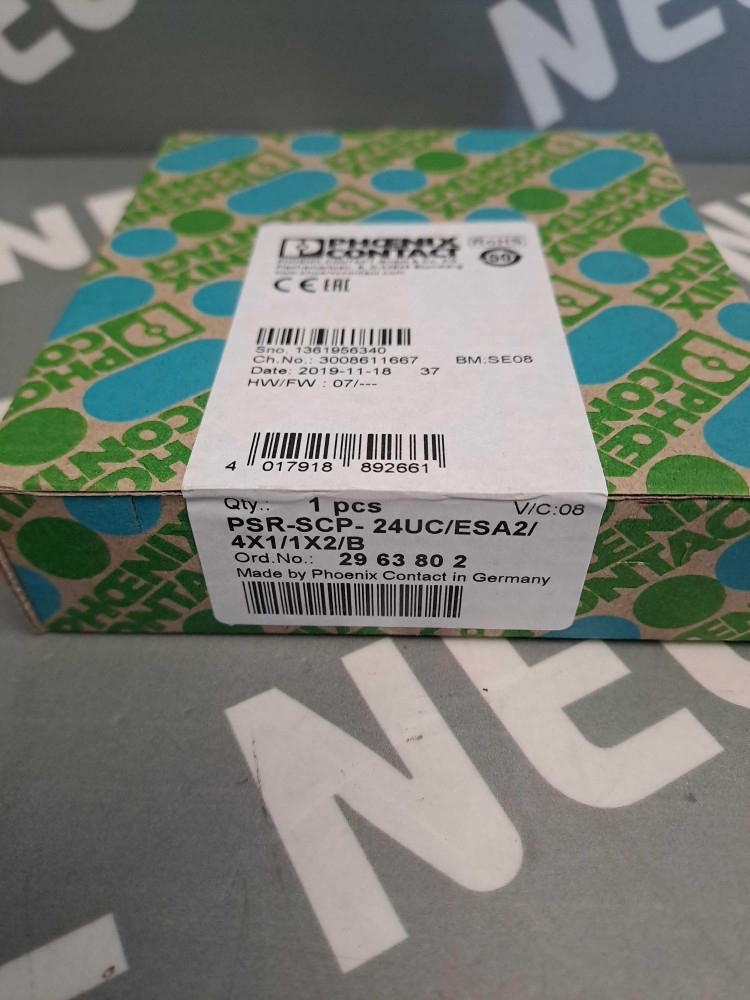 PHŒNIX
CONTACT
RoHS
CE EAC
Sno. 1361956340
Ch.No.: 3008611667 BM:SE08
Date: 2019-11-18 37
HW/FW : 07/---
4 017918 892661
Qty.: 1 pcs V/C:08
PSR-SCP- 24UC/ESA2/
4X1/1X2/B
Ord.No.: 29 63 80 2
Made by Phoenix Contact in Germany